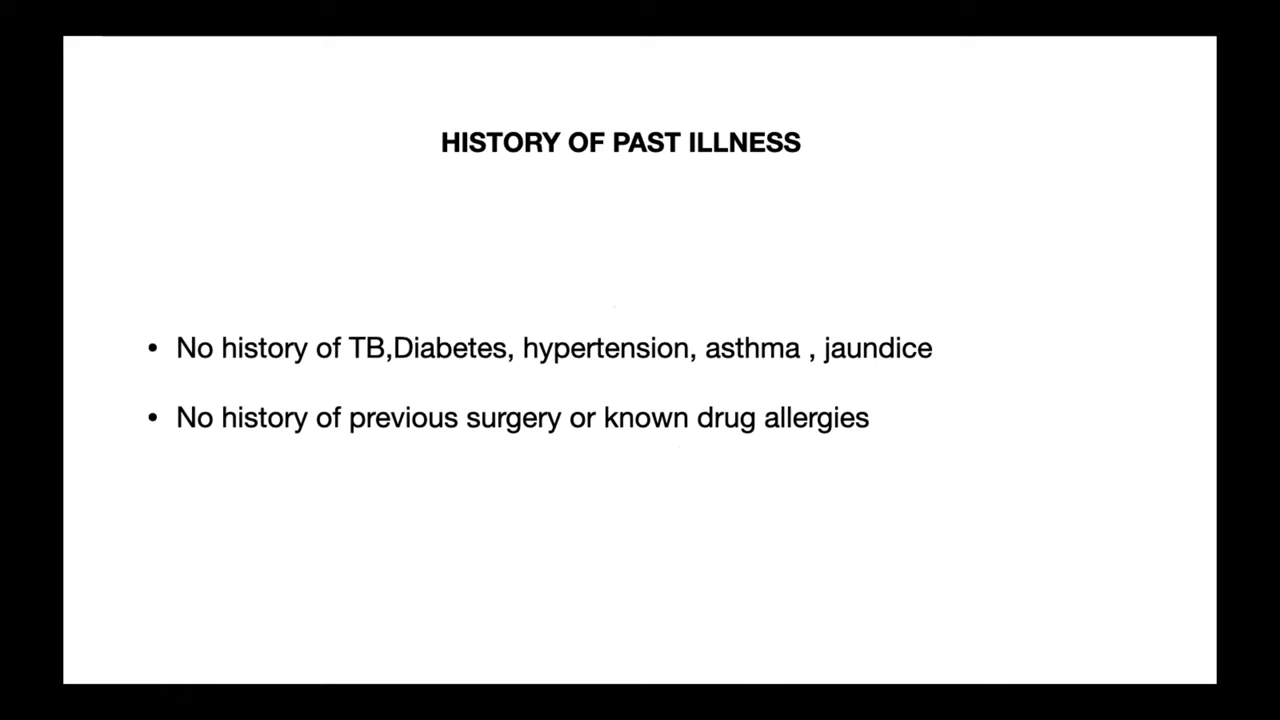 HISTORY OF PAST ILLNESS
• No history of TB,Diabetes, hypertension, asthma , jaundice
• No history of previous surgery or known drug allergies